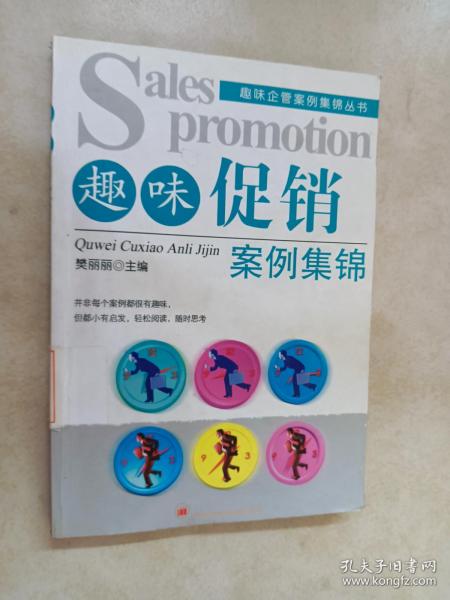 Sales
promotion
趣味企管案例集锦丛书
趣味促销
Quwei Cuxiao Anli Jijin
案例集锦
樊丽丽◎主编
并非每个案例都很有趣味,
但都小有启发,轻松阅读,随时思考
9 3
3
孔夫子旧书网
www.kongfz.com